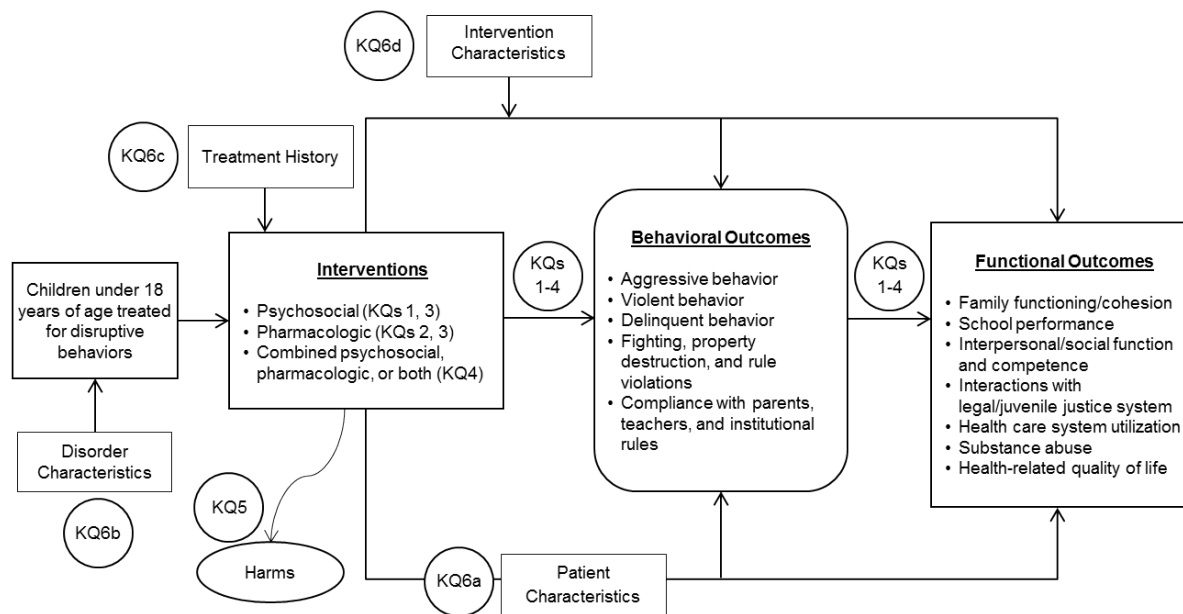 KQ6d
Intervention
Characteristics
KQ6c
Treatment History
Children under 18
years of age treated
for disruptive
behaviors
Disorder
Characteristics
KQ6b
Interventions
• Psychosocial (KQs 1, 3)
• Pharmacologic (KQs 2, 3)
• Combined psychosocial,
pharmacologic, or both (KQ4)
KQ5
Harms
KQs
1-4
Behavioral Outcomes
• Aggressive behavior
• Violent behavior
• Delinquent behavior
• Fighting, property
destruction, and rule
violations
• Compliance with parents,
teachers, and institutional
rules
KQs
1-4
Functional Outcomes
• Family functioning/cohesion
• School performance
• Interpersonal/social function
and competence
• Interactions with
legal/juvenile justice system
• Health care system utilization
• Substance abuse
• Health-related quality of life
KQ6a
Patient
Characteristics